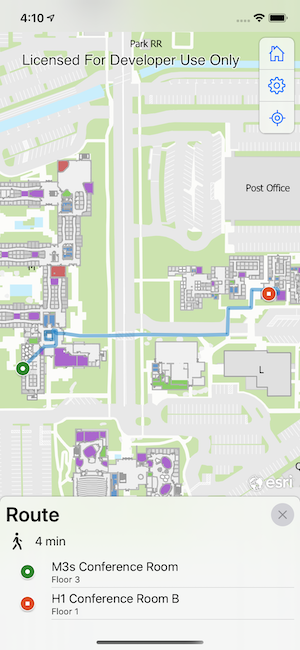 4:10
Park RR
Licensed For Developer Use Only
Post Office
M
L
Q
esri
Route
4 min
M3s Conference Room
Floor 3
H1 Conference Room B
Floor 1